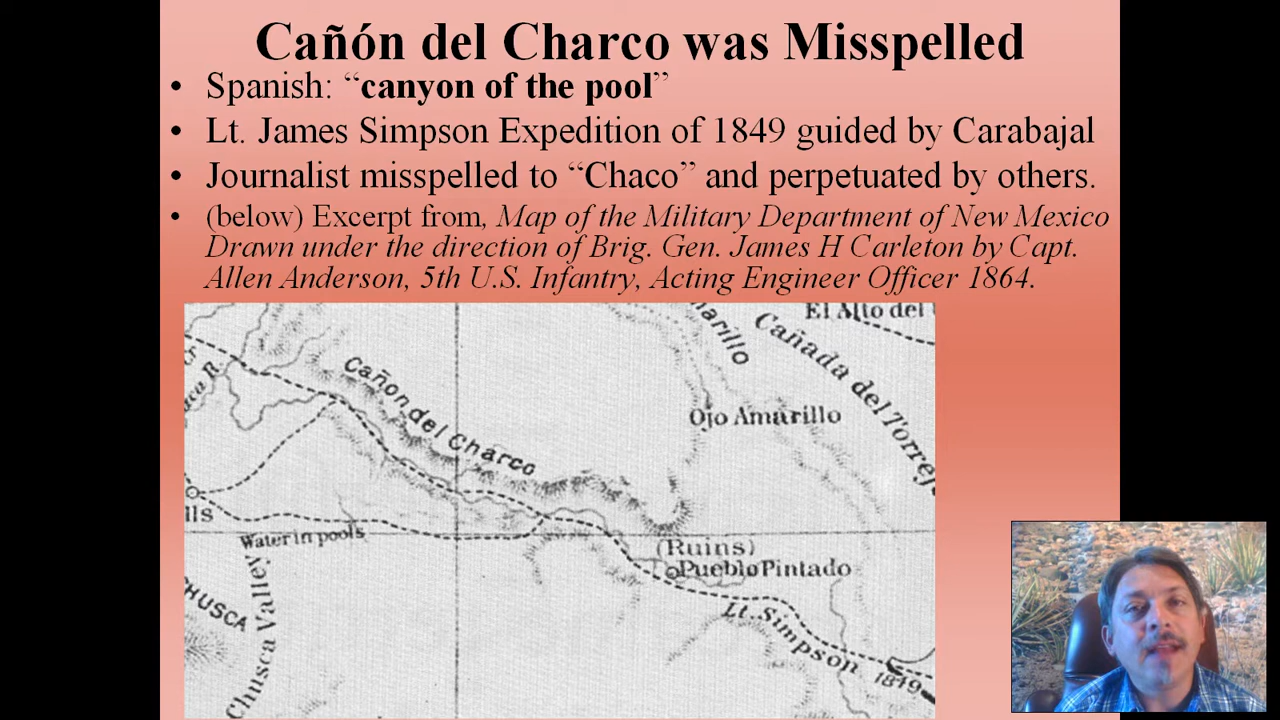 Cañón del Charco was Misspelled
• Spanish: “canyon of the pool”
• Lt. James Simpson Expedition of 1849 guided by Carabajal
• Journalist misspelled to “Chaco” and perpetuated by others.
• (below) Excerpt from, Map of the Military Department of New Mexico
Drawn under the direction of Brig. Gen. James H Carleton by Capt.
Allen Anderson, 5th U.S. Infantry, Acting Engineer Officer 1864.
El Alto del
Cañada del Torrej
Cañon del Charco
Ojo Amarillo
Water in pools
(Ruins)
Pueblo Pintado
Chusca Valley
Lt. Simpson 1849